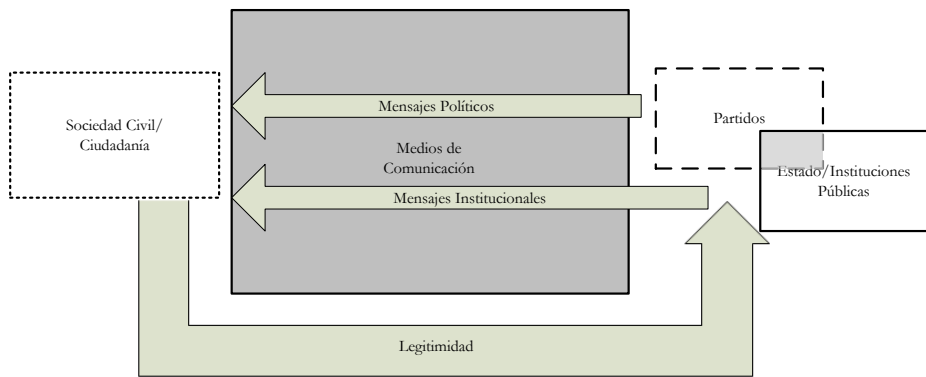 Sociedad Civil/
Ciudadanía
Mensajes Políticos
Medios de
Comunicación
Mensajes Institucionales
Partidos
Estado/Instituciones
Públicas
Legitimidad